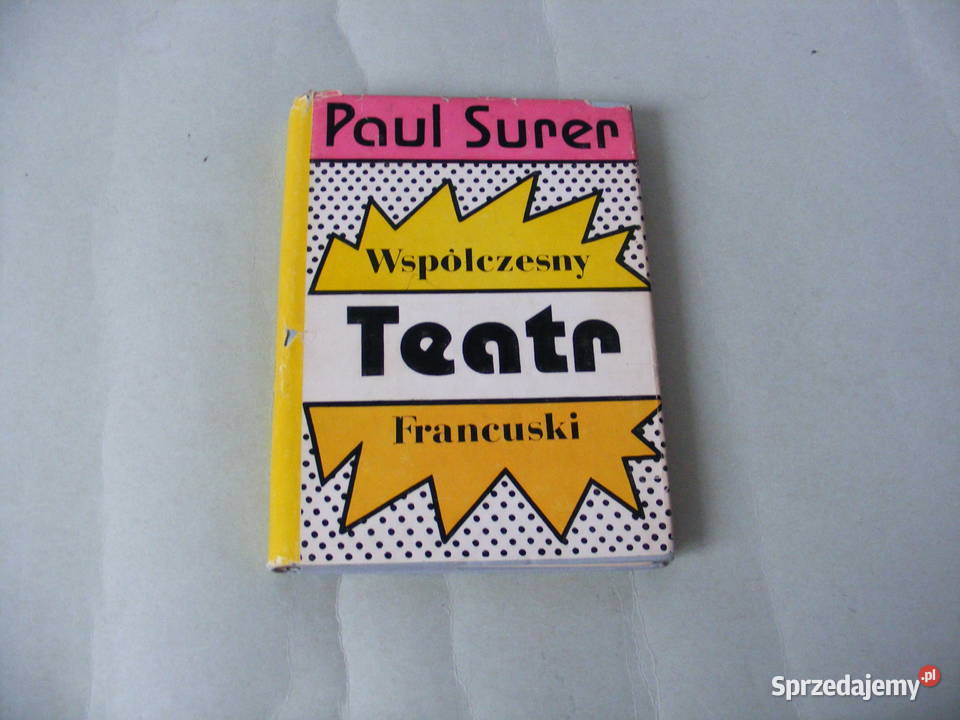 Paul Surer
Współczesny
Teatr
Francuski
Sprzedajemy.pl